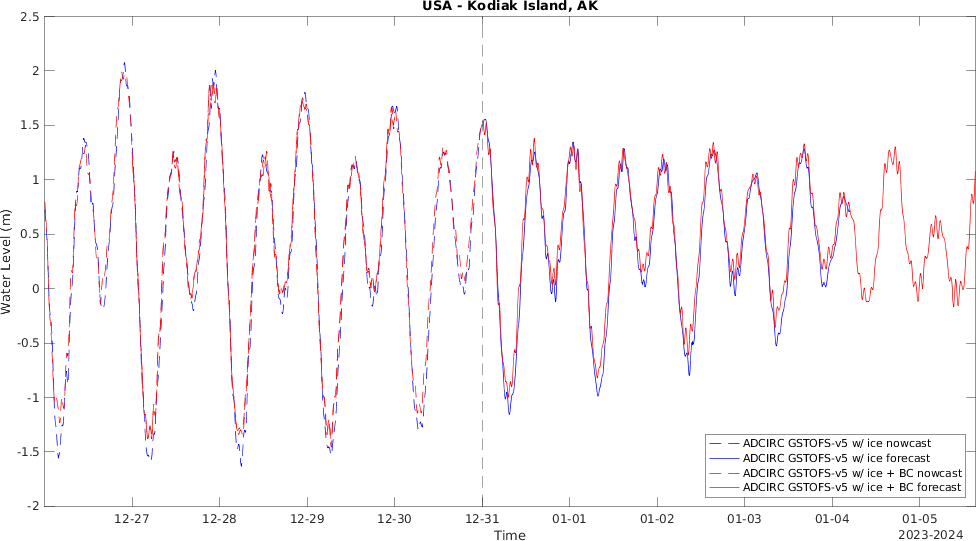 USA - Kodiak Island, AK
2.5
2
1.5
1
0.5
0
-0.5
-1
-1.5
-2
Water Level (m)
12-27 12-28 12-29 12-30 12-31 01-01 01-02 01-03 01-04 01-05
Time
2023-2024
ADCIRC GSTOFS-v5 w/ ice nowcast
ADCIRC GSTOFS-v5 w/ ice forecast
ADCIRC GSTOFS-v5 w/ ice + BC nowcast
ADCIRC GSTOFS-v5 w/ ice + BC forecast